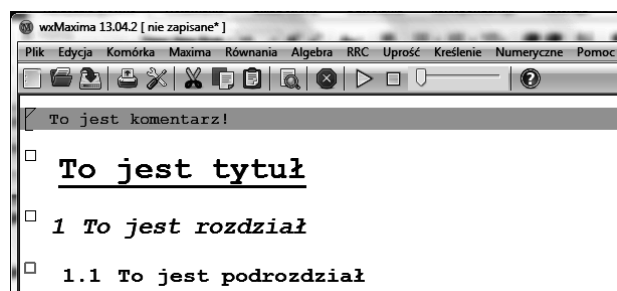 wxMaxima 13.04.2 [ nie zapisane* ]
Plik Edycja Komórka Maxima Równania Algebra RRC Uprość Kreślenie Numeryczne Pomoc
To jest komentarz!
To jest tytuł
1 To jest rozdział
1.1 To jest podrozdział